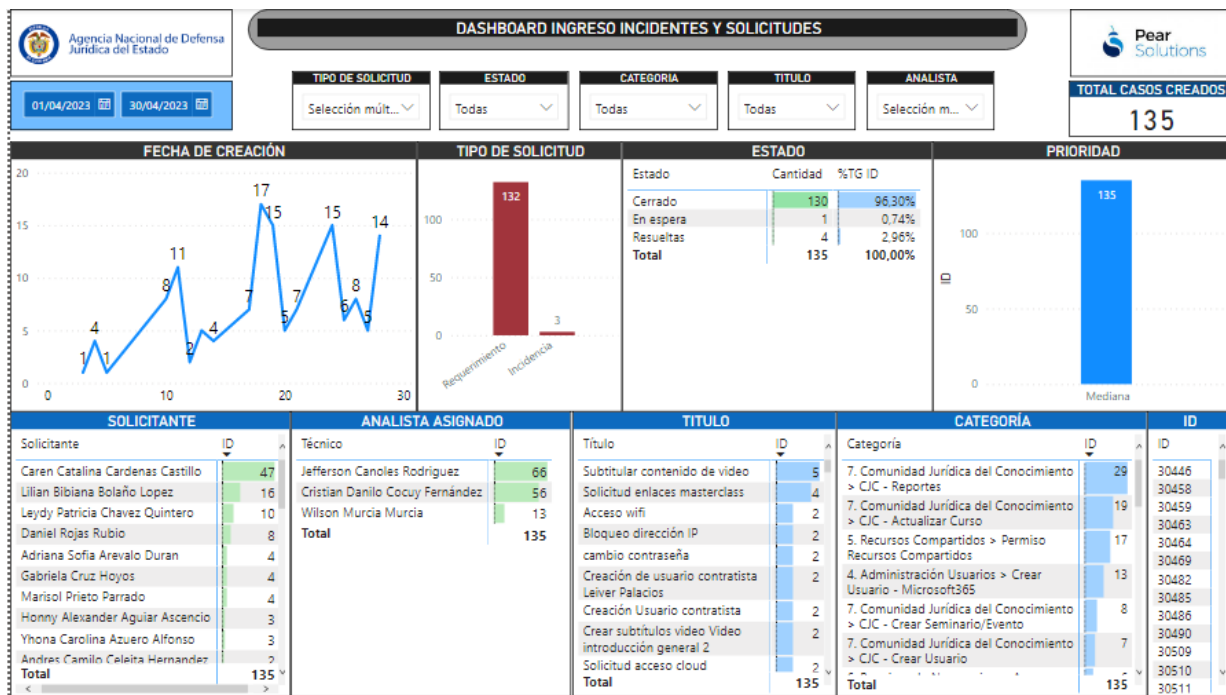 Agencia Nacional de Defensa
Jurídica del Estado
DASHBOARD INGRESO INCIDENTES Y SOLICITUDES
Pear
Solutions
01/04/2023
30/04/2023
TIPO DE SOLICITUD
Selección múlt...
ESTADO
Todas
CATEGORIA
Todas
TITULO
Todas
ANALISTA
Selección m...
TOTAL CASOS CREADOS
135
FECHA DE CREACIÓN
20
15
10
5
0
1
4
1
8
11
2
4
7
17
15
5
7
15
6
8
5
14
0
10
20
30
TIPO DE SOLICITUD
100
50
0
132
3
Requerimiento
Incidencia
ESTADO
Estado Cantidad %TG ID
Cerrado 130 96,30%
En espera 1 0,74%
Resueltas 4 2,96%
Total 135 100,00%
PRIORIDAD
ID
100
50
0
135
Mediana
SOLICITANTE
Solicitante ID
Caren Catalina Cardenas Castillo 47
Lilian Bibiana Bolaño Lopez 16
Leydy Patricia Chavez Quintero 10
Daniel Rojas Rubio 8
Adriana Sofia Arevalo Duran 4
Gabriela Cruz Hoyos 4
Marisol Prieto Parrado 4
Honny Alexander Aguiar Ascencio 3
Yhona Carolina Azuero Alfonso 3
Andres Camilo Celeita Hernandez 2
Total 135
ANALISTA ASIGNADO
Técnico ID
Jefferson Canoles Rodriguez 66
Cristian Danilo Cocuy Fernández 56
Wilson Murcia Murcia 13
Total 135
TITULO
Título ID
Subtitular contenido de video 5
Solicitud enlaces masterclass 4
Acceso wifi 2
Bloqueo dirección IP 2
cambio contraseña 2
Creación de usuario contratista 2
Leiver Palacios
Creación Usuario contratista 2
Crear subtítulos video Video 2
introducción general 2
Solicitud acceso cloud 2
Total 135
CATEGORÍA
Categoría ID
7. Comunidad Jurídica del Conocimiento 29
> CJC - Reportes
7. Comunidad Jurídica del Conocimiento 19
> CJC - Actualizar Curso
5. Recursos Compartidos > Permiso 17
Recursos Compartidos
4. Administración Usuarios > Crear 13
Usuario - Microsoft365
7. Comunidad Jurídica del Conocimiento 8
> CJC - Crear Seminario/Evento
7. Comunidad Jurídica del Conocimiento 7
> CJC - Crear Usuario
Total 135
ID
ID
30446
30458
30459
30463
30464
30469
30482
30485
30486
30490
30509
30510
30511